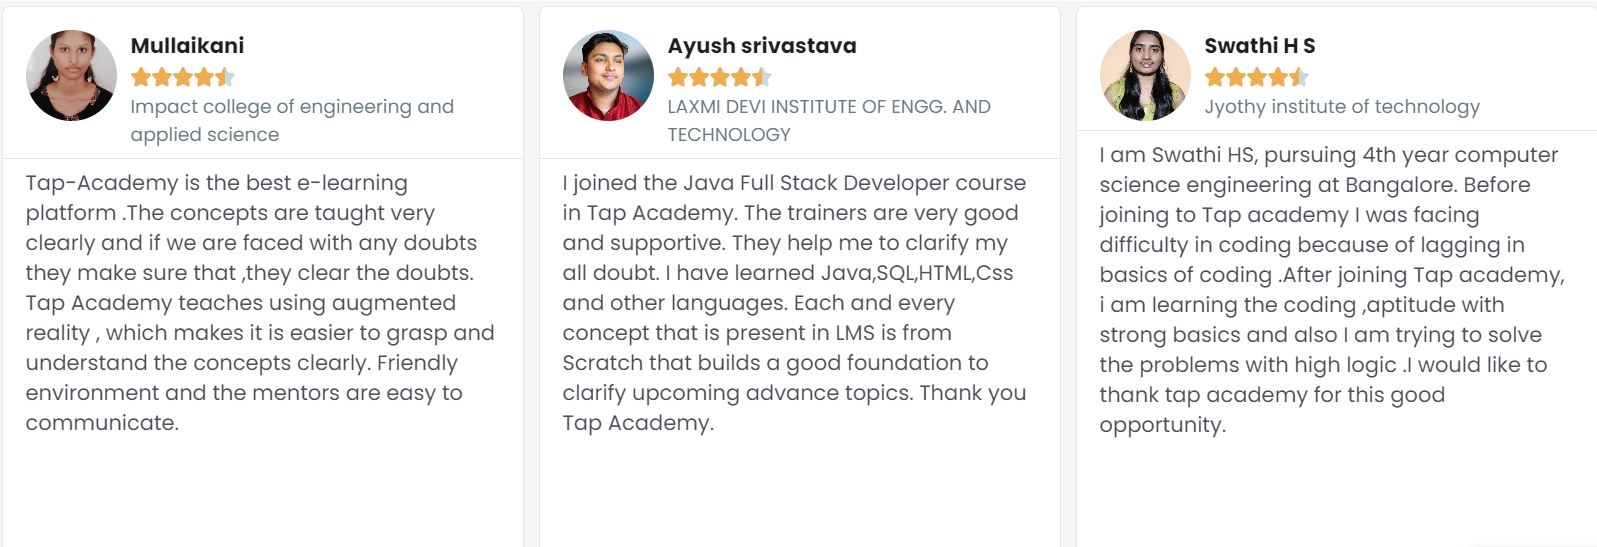 Mullaikani
Impact college of engineering and
applied science
Tap-Academy is the best e-learning
platform .The concepts are taught very
clearly and if we are faced with any doubts
they make sure that ,they clear the doubts.
Tap Academy teaches using augmented
reality , which makes it is easier to grasp and
understand the concepts clearly. Friendly
environment and the mentors are easy to
communicate.
Ayush srivastava
LAXMI DEVI INSTITUTE OF ENGG. AND
TECHNOLOGY
I joined the Java Full Stack Developer course
in Tap Academy. The trainers are very good
and supportive. They help me to clarify my
all doubt. I have learned Java,SQL,HTML,Css
and other languages. Each and every
concept that is present in LMS is from
Scratch that builds a good foundation to
clarify upcoming advance topics. Thank you
Tap Academy.
Swathi H S
Jyothy institute of technology
I am Swathi HS, pursuing 4th year computer
science engineering at Bangalore. Before
joining to Tap academy I was facing
difficulty in coding because of lagging in
basics of coding .After joining Tap academy,
i am learning the coding ,aptitude with
strong basics and also I am trying to solve
the problems with high logic .I would like to
thank tap academy for this good
opportunity.